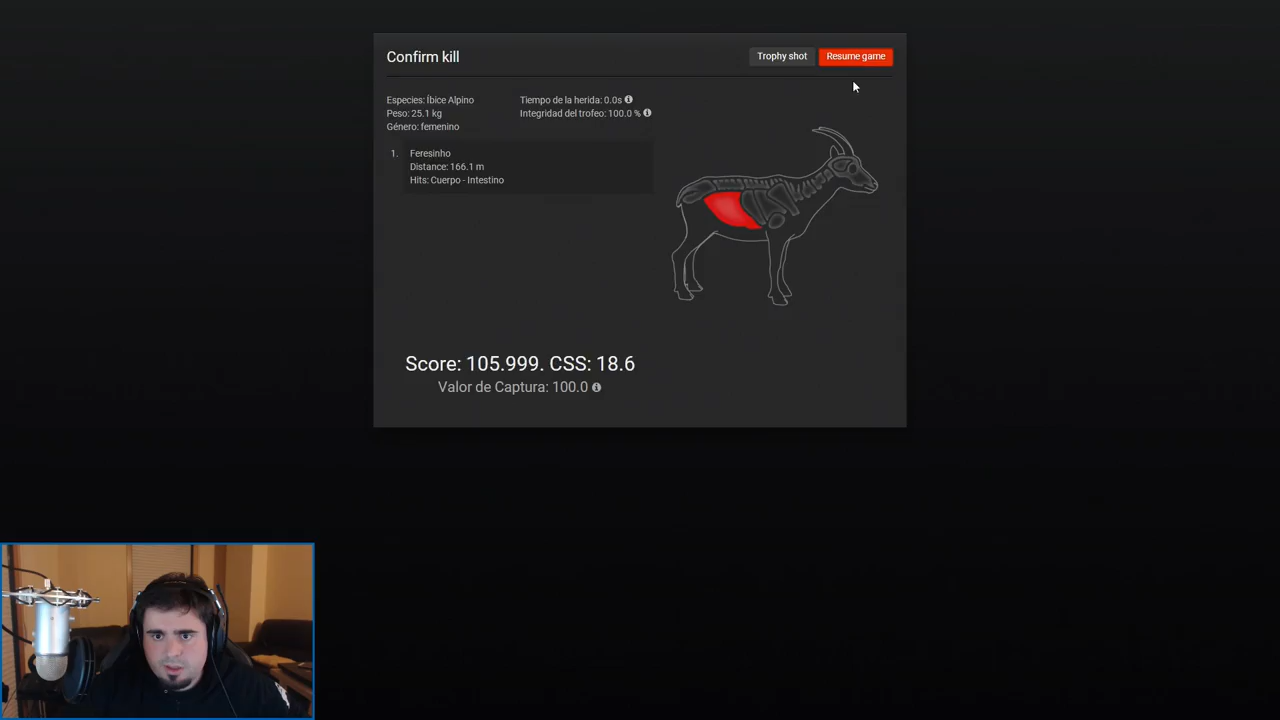 Confirm kill
Trophy shot
Resume game
Especies: Íbice Alpino
Peso: 25.1 kg
Género: femenino
Tiempo de la herida: 0.0s
Integridad del trofeo: 100.0 %
1. Feresinho
Distance: 166.1 m
Hits: Cuerpo - Intestino
Score: 105.999. CSS: 18.6
Valor de Captura: 100.0